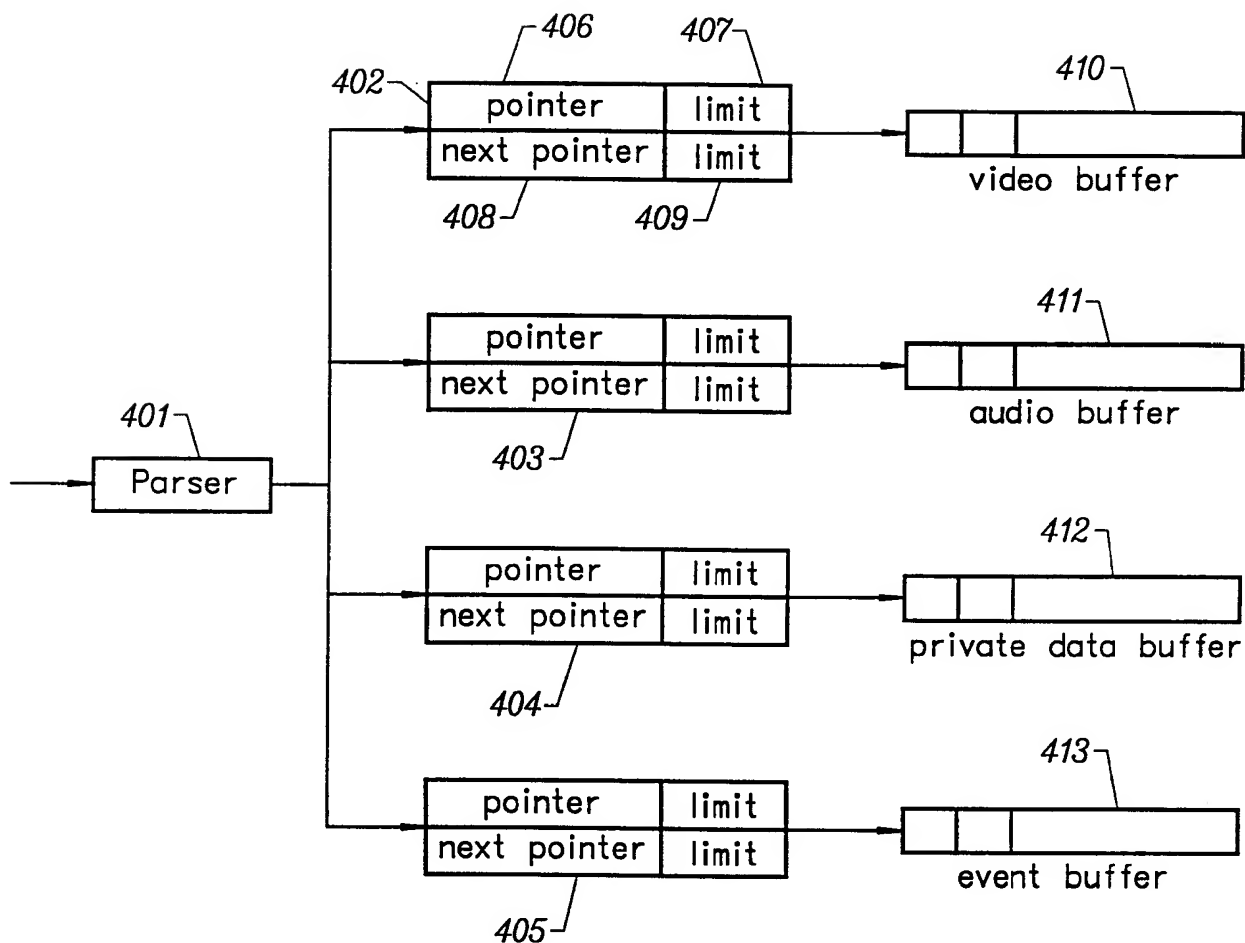 406
407
402
pointer limit
next pointer limit
408
409
410
video buffer
pointer limit
next pointer limit
403
411
audio buffer
401
Parser
pointer limit
next pointer limit
404
412
private data buffer
pointer limit
next pointer limit
405
413
event buffer